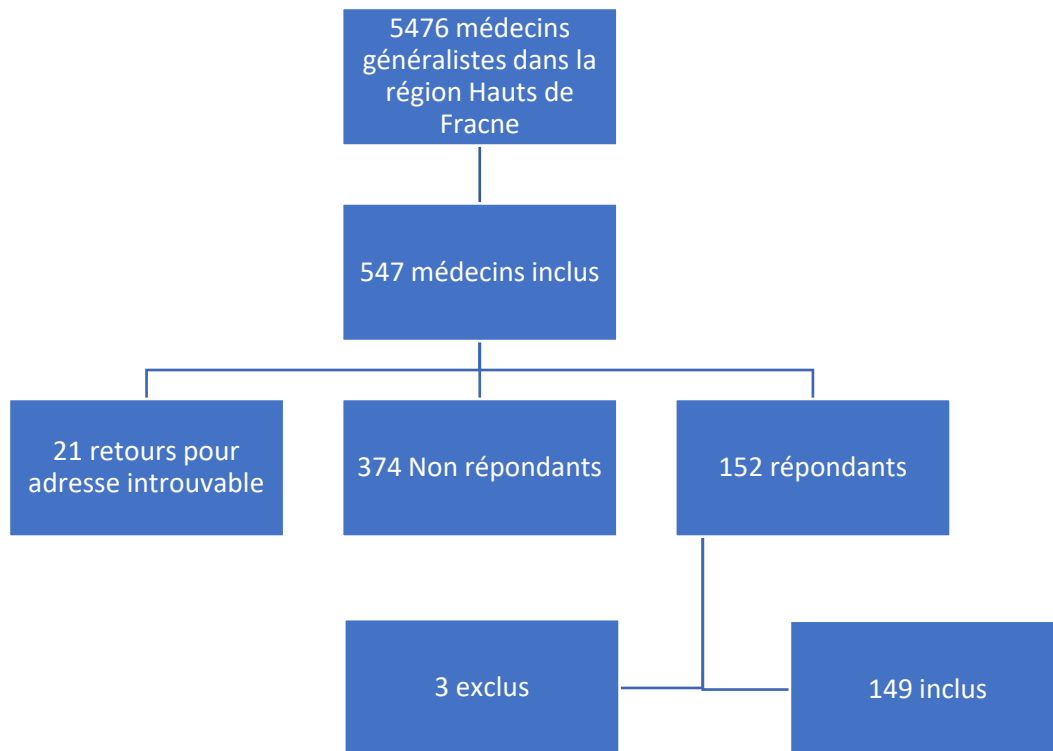 5476 médecins
généralistes dans la
région Hauts de
Fracne
547 médecins inclus
21 retours pour
adresse introuvable
374 Non répondants
152 répondants
3 exclus
149 inclus